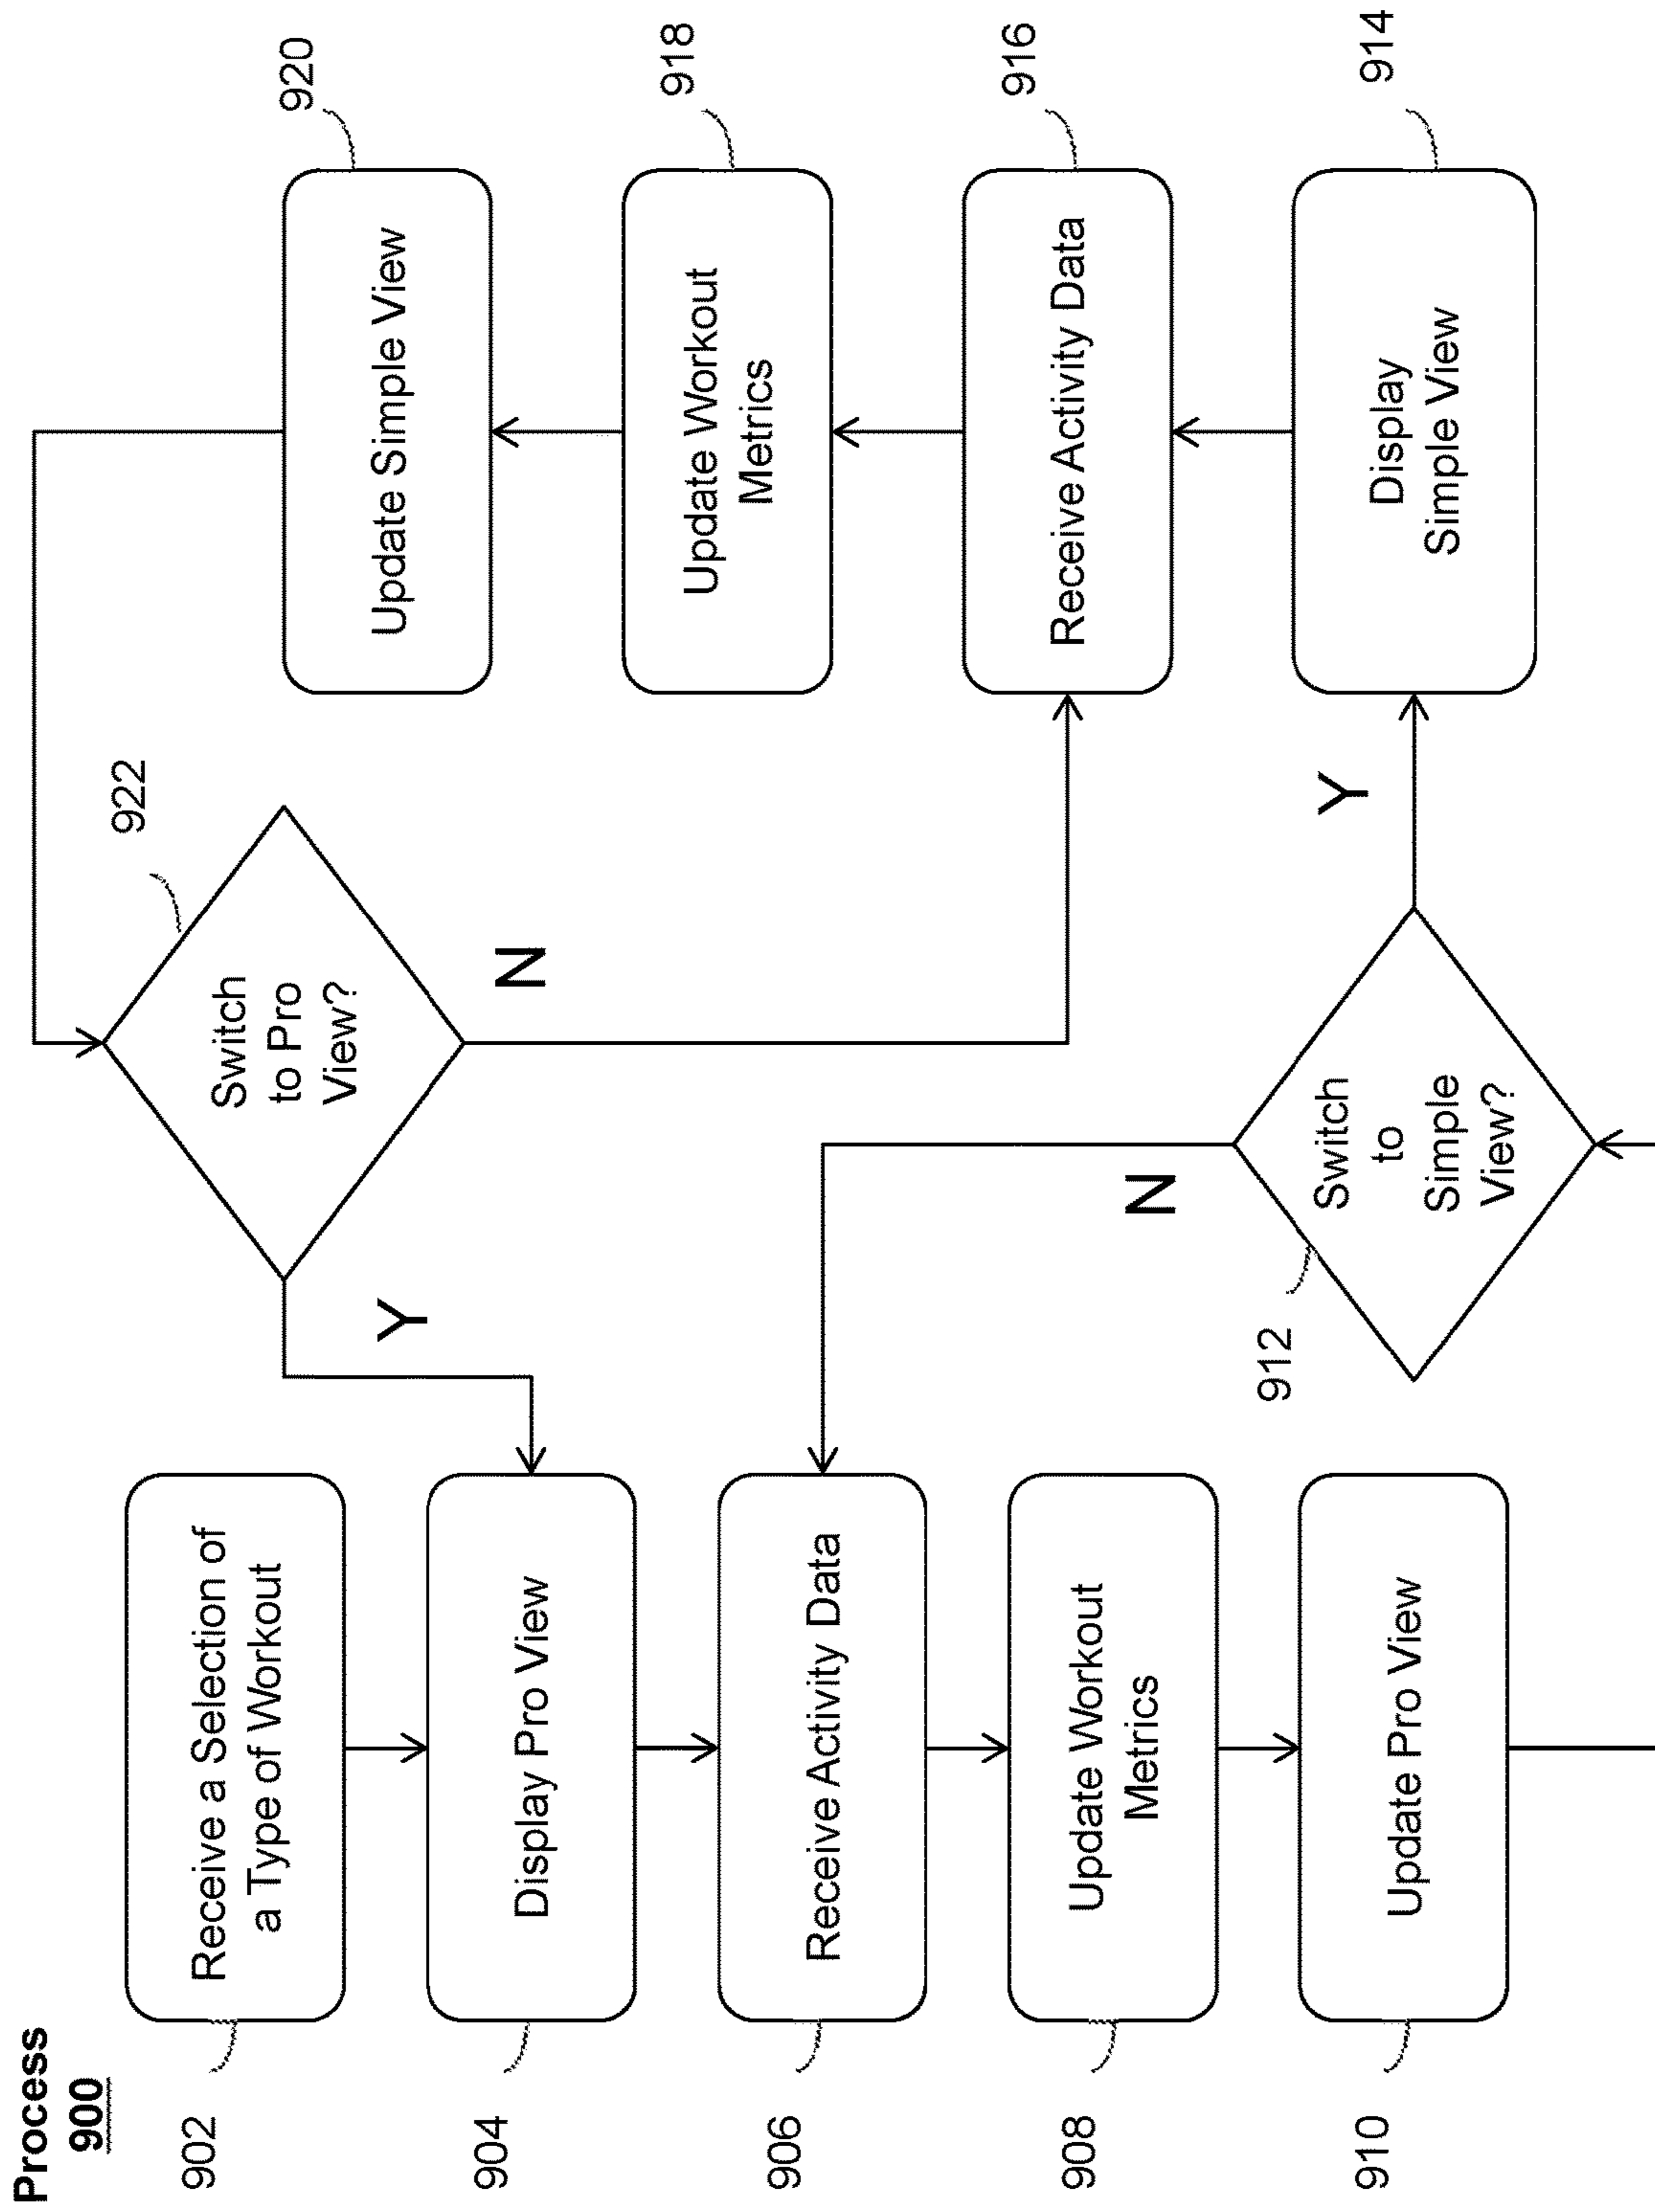 Process
900
902
Receive a Selection of
a Type of Workout
904
Display Pro View
906
Receive Activity Data
908
Update Workout
Metrics
910
Update Pro View
912
Switch
to
Simple
View?
N
Y
914
Display
Simple View
916
Receive Activity Data
918
Update Workout
Metrics
920
Update Simple View
922
Switch
to Pro
View?
Y
N